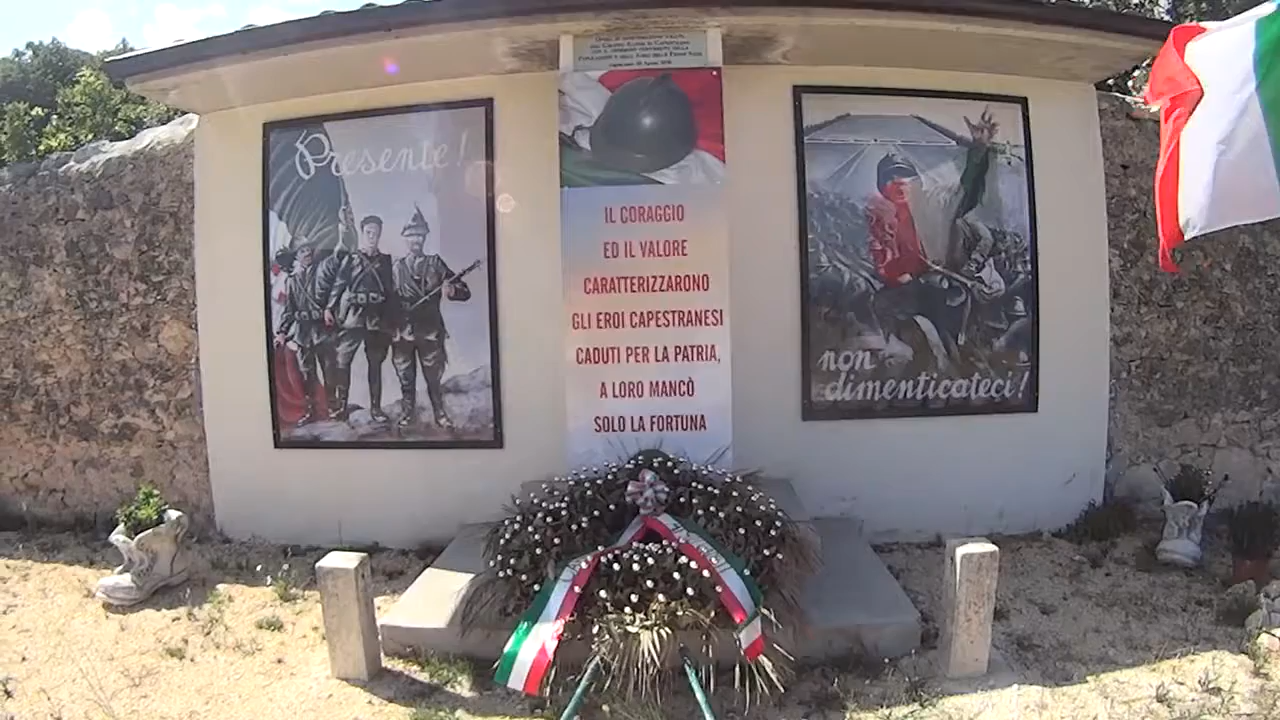 Presente!
IL CORAGGIO
ED IL VALORE
CARATTERIZZARONO
GLI EROI CAPESTRANESI
CADUTI PER LA PATRIA,
A LORO MANCÒ
SOLO LA FORTUNA
non
dimenticateci!